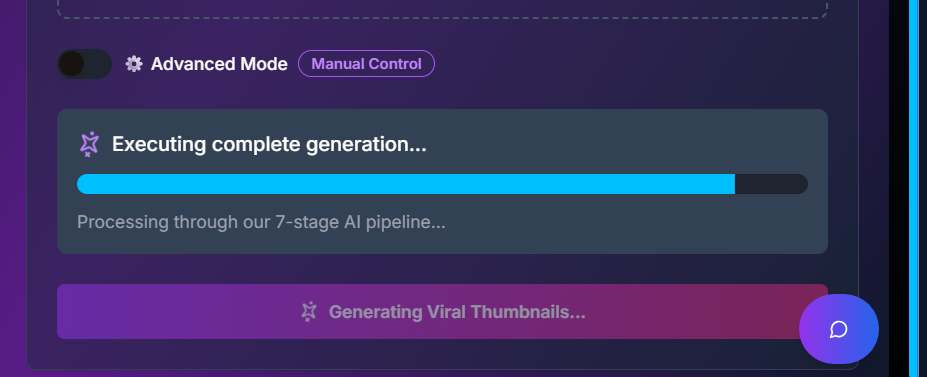 Advanced Mode Manual Control
Executing complete generation...
Processing through our 7-stage AI pipeline...
Generating Viral Thumbnails...